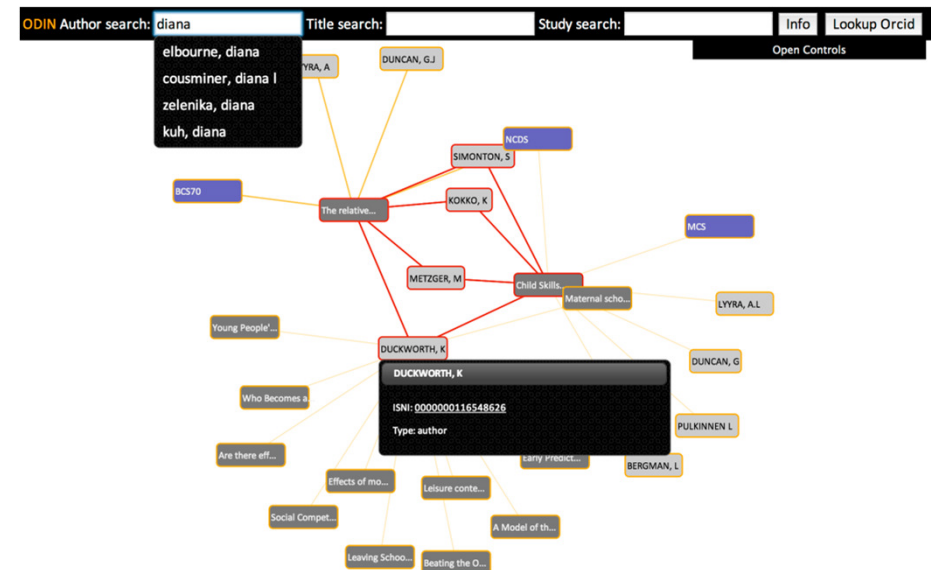 ODIN Author search: diana Title search: Study search: Info Lookup Orcid
Open Controls
elbourne, diana
cousminer, diana l
zelenika, diana
kuh, diana
YRA, A
DUNCAN, G.J
NCDS
SIMONTON, S
BCS70
KOKKO, K
The relative...
MCS
METZGER, M
Child Skills...
Maternal scho...
LYYRA, A.L
Young People'...
DUCKWORTH, K
DUNCAN, G
DUCKWORTH, K
ISNI: 0000000116548626
Type: author
Who Becomes a
PULKINNEN L
Are there eff...
Early Predict...
BERGMAN, L
Effects of mo...
Leisure conte...
Social Compet...
A Model of th...
Leaving Schoo...
Beating the O...